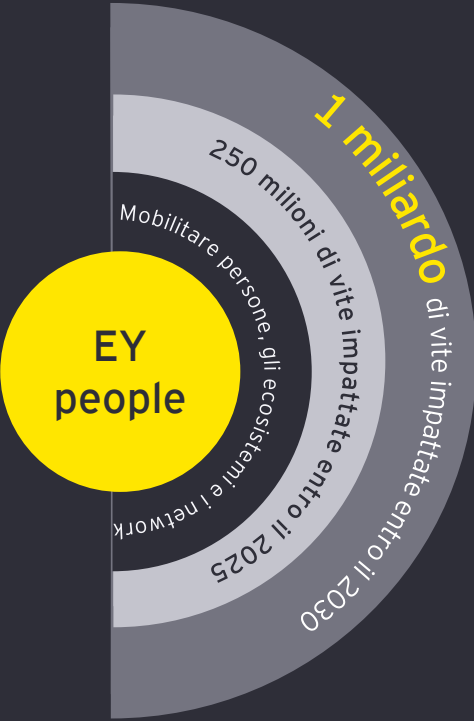 EY
people
Mobilitare persone, gli ecosistemi e i network
250 milioni di vite impattate entro il 2025
1 miliardo di vite impattate entro il 2030